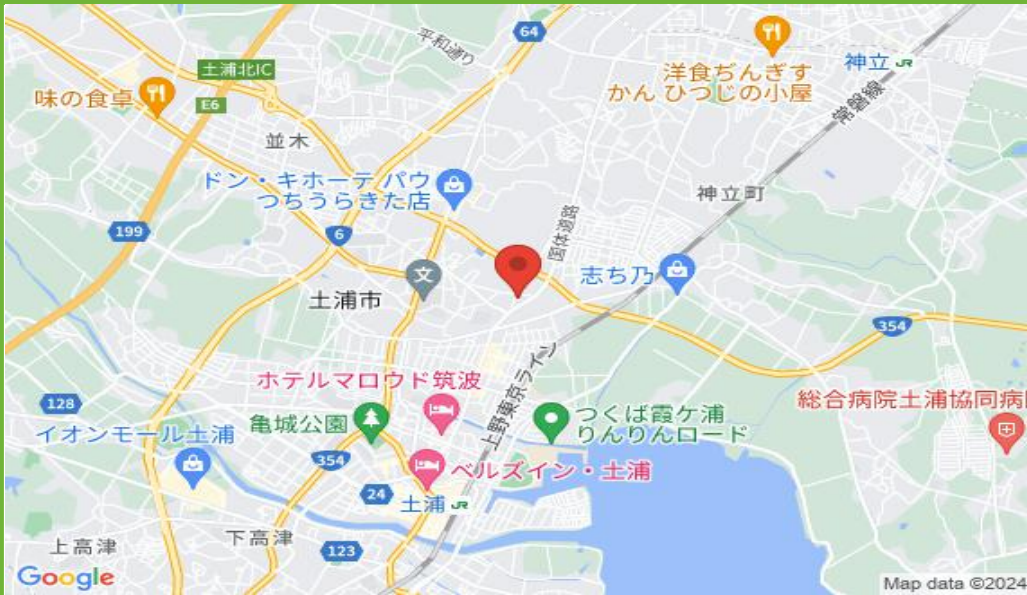 64
平和通り
土浦北IC
E6
味の食卓
並木
洋食ぢんぎす
かん ひつじの小屋
神立 JR
常磐線
ドン・キホーテ パウ
つちうらきた店
神立町
国体道路
199
6
文
志ち乃
土浦市
354
上野東京ライン
ホテルマロウド筑波
128
亀城公園
つくば霞ケ浦
りんりんロード
総合病院土浦協同病院
イオンモール土浦
354
ベルズイン・土浦
24
土浦 JR
下高津
123
上高津
Google
Map data ©2024